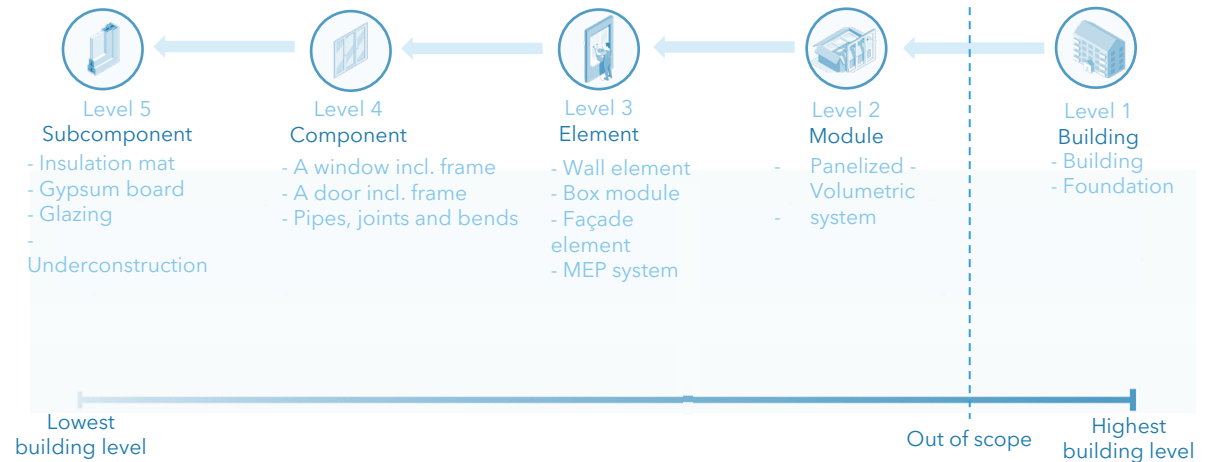 Level 5
Subcomponent
- Insulation mat
- Gypsum board
- Glazing
-
Underconstruction
Level 4
Component
- A window incl. frame
- A door incl. frame
- Pipes, joints and bends
Level 3
Element
- Wall element
- Box module
- Façade
element
- MEP system
Level 2
Module
- Panelized -
Volumetric
- system
Level 1
Building
- Building
- Foundation
Lowest
building level
Out of scope
Highest
building level